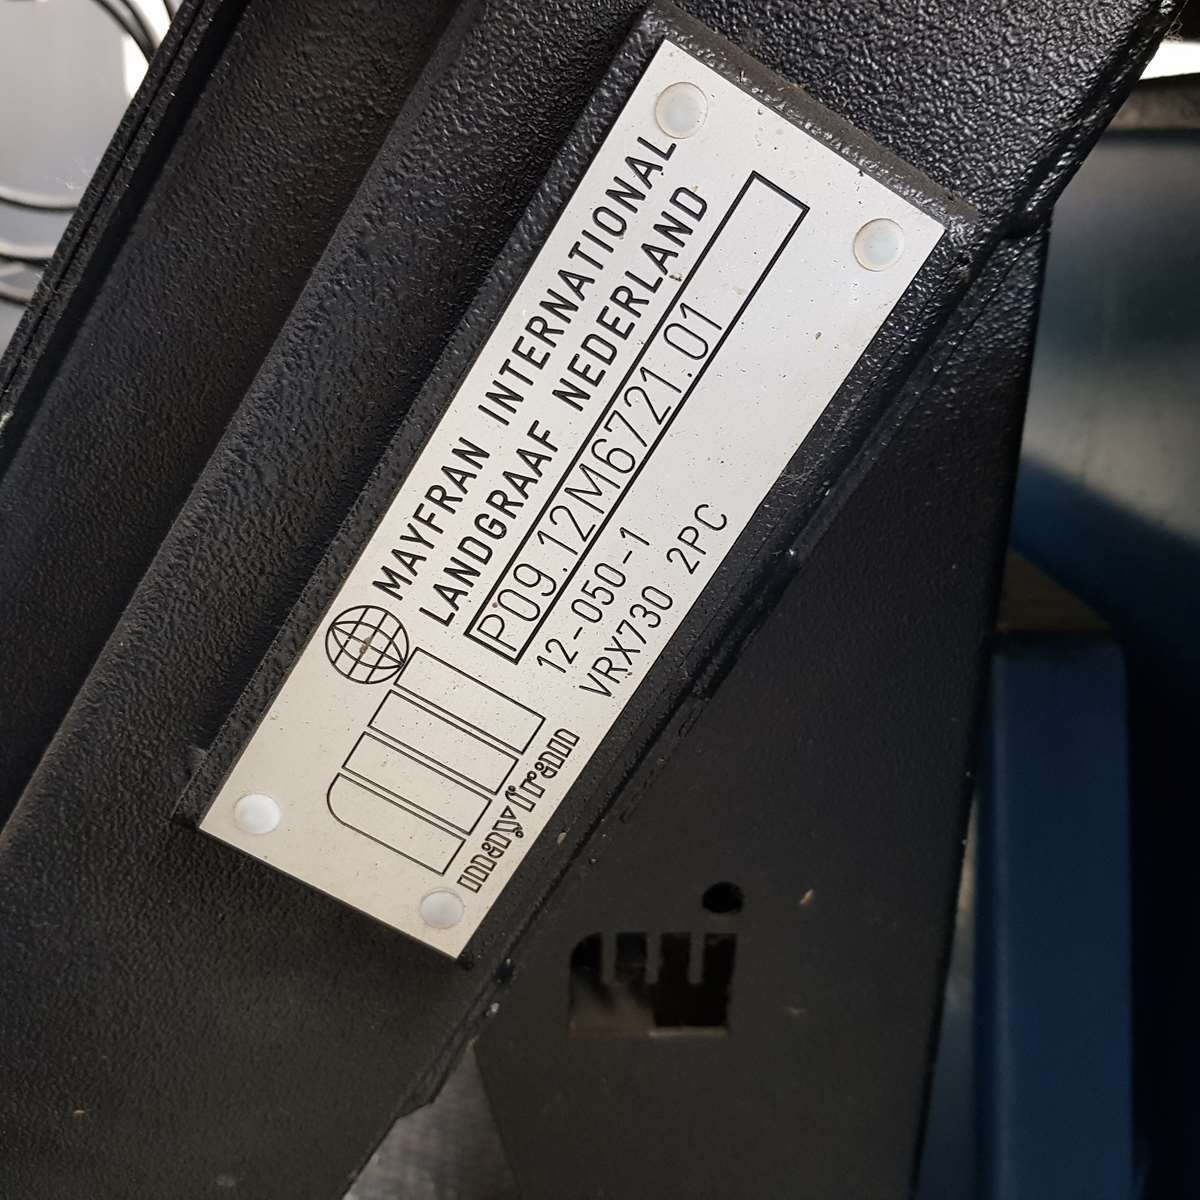 MAYFRAN INTERNATIONAL
LANDGRAAF NEDERLAND
P09.12M6721.01
12-050-1
VRX730 2PC
mayfran